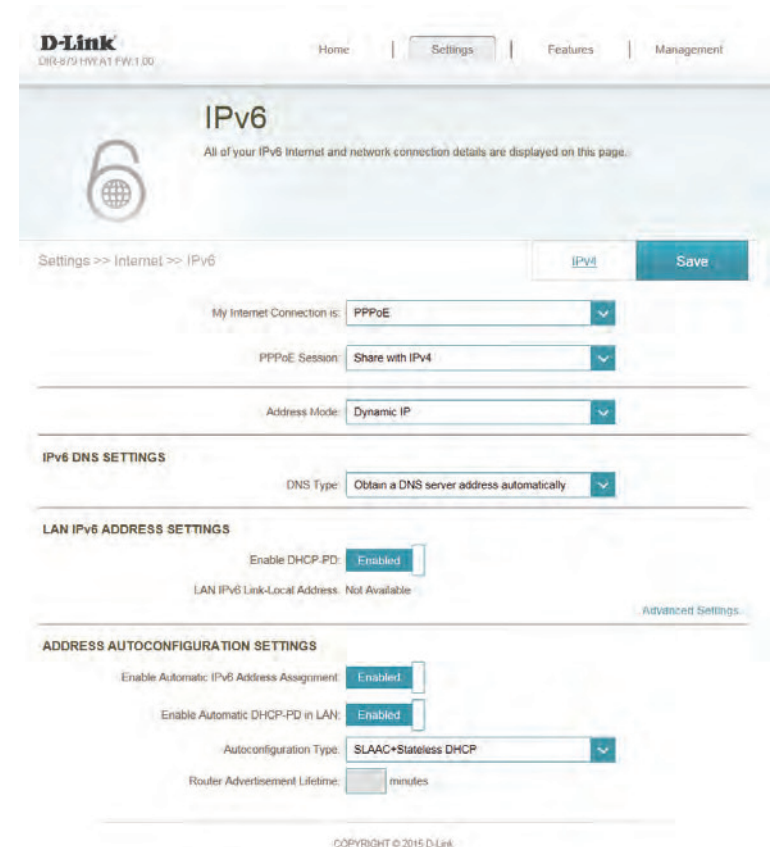 D-Link
DIR-879 HW:A1 FW:1.00
Home | Settings | Features | Management
IPv6
All of your IPv6 Internet and network connection details are displayed on this page.
Settings >> Internet >> IPv6
IPv4
Save
My Internet Connection is: PPPoE
PPPoE Session: Share with IPv4
Address Mode: Dynamic IP
IPv6 DNS SETTINGS
DNS Type: Obtain a DNS server address automatically
LAN IPv6 ADDRESS SETTINGS
Enable DHCP-PD: Enabled
LAN IPv6 Link-Local Address: Not Available
Advanced Settings...
ADDRESS AUTOCONFIGURATION SETTINGS
Enable Automatic IPv6 Address Assignment: Enabled
Enable Automatic DHCP-PD in LAN: Enabled
Autoconfiguration Type: SLAAC+Stateless DHCP
Router Advertisement Lifetime: minutes
COPYRIGHT © 2015 D-Link